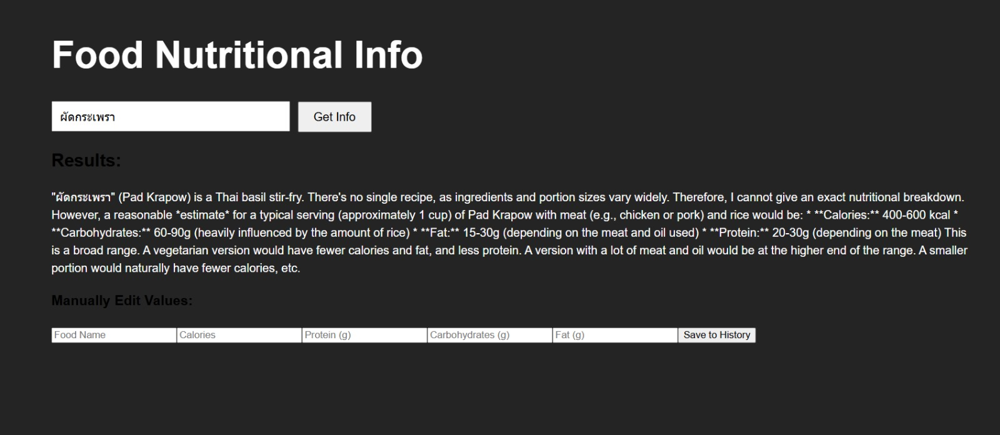 Food Nutritional Info
ผัดกระเพรา
Get Info
Results:
"ผัดกระเพรา" (Pad Krapow) is a Thai basil stir-fry. There's no single recipe, as ingredients and portion sizes vary widely. Therefore, I cannot give an exact nutritional breakdown.
However, a reasonable *estimate* for a typical serving (approximately 1 cup) of Pad Krapow with meat (e.g., chicken or pork) and rice would be: * **Calories:** 400-600 kcal *
**Carbohydrates:** 60-90g (heavily influenced by the amount of rice) * **Fat:** 15-30g (depending on the meat and oil used) * **Protein:** 20-30g (depending on the meat) This
is a broad range. A vegetarian version would have fewer calories and fat, and less protein. A version with a lot of meat and oil would be at the higher end of the range. A smaller
portion would naturally have fewer calories, etc.
Manually Edit Values:
Food Name Calories Protein (g) Carbohydrates (g) Fat (g) Save to History